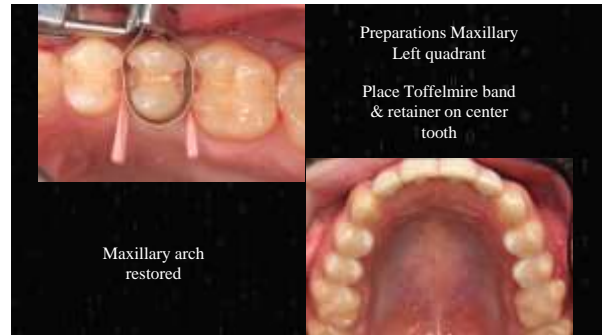 Preparations Maxillary
Left quadrant
Place Toffelmire band
& retainer on center
tooth
Maxillary arch
restored